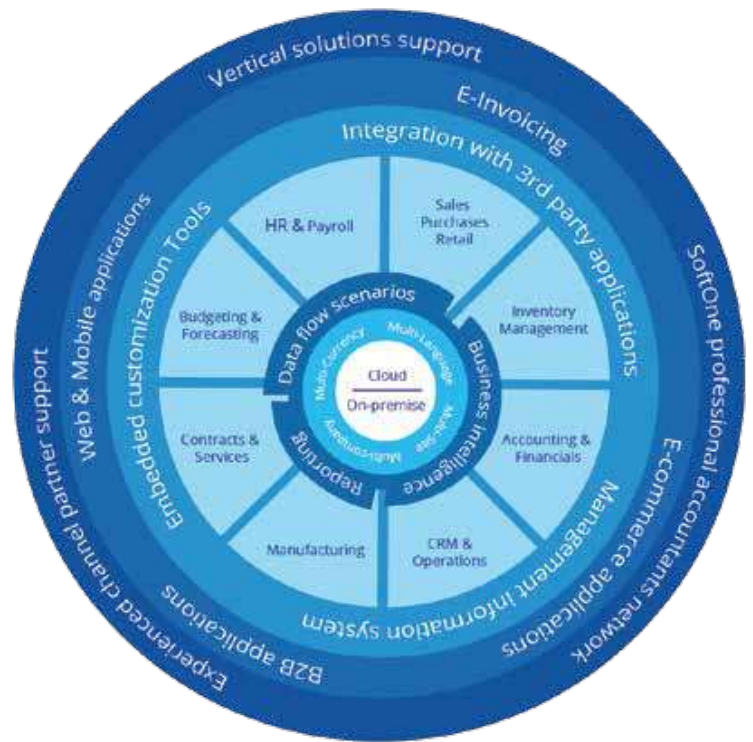 Vertical solutions support
SoftOne professional accountants network
Experienced channel partner support
E-Invoicing
E-commerce applications
B2B applications
Web & Mobile applications
Integration with 3rd party applications
Management information system
Embedded customization Tools
HR & Payroll
Sales
Purchases
Retail
Inventory
Management
Accounting &
Financials
CRM &
Operations
Manufacturing
Contracts &
Services
Budgeting &
Forecasting
Data flow scenarios
Business intelligence
Reporting
Multi-Currency
Multi-Language
Multi-Site
Multi-company
Cloud
On-premise